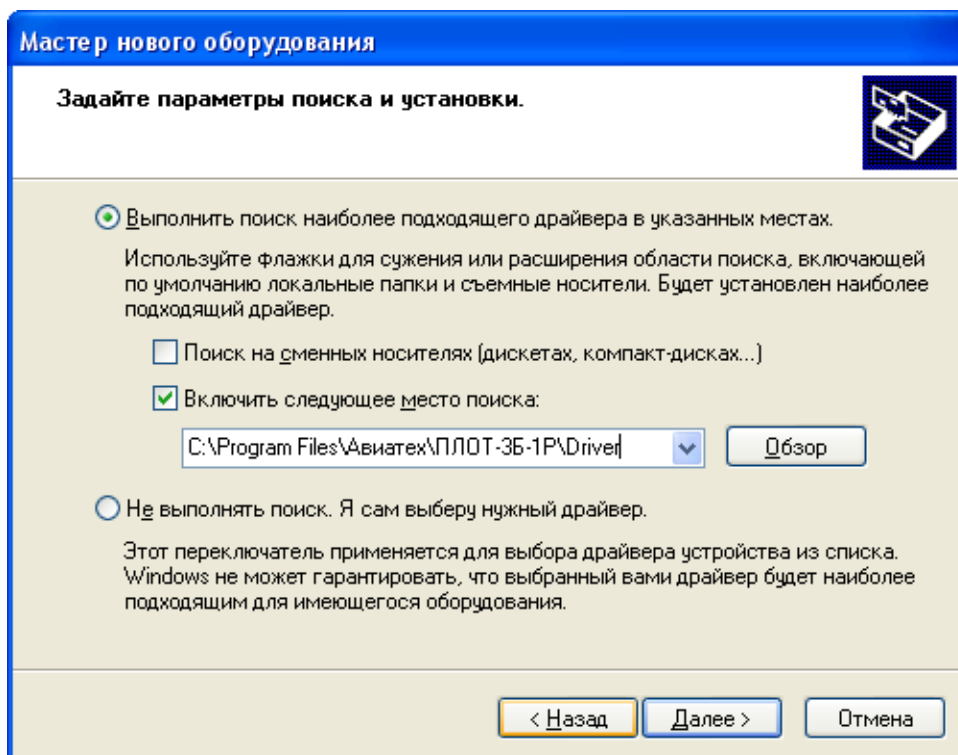 Мастер нового оборудования
Задайте параметры поиска и установки.
Выполнить поиск наиболее подходящего драйвера в указанных местах.
Используйте флажки для сужения или расширения области поиска, включающей
по умолчанию локальные папки и съемные носители. Будет установлен наиболее
подходящий драйвер.
Поиск на сменных носителях (дискетах, компакт-дисках...)
Включить следующее место поиска:
C:\Program Files\Авиатех\ПЛОТ-3Б-1Р\Driver
Обзор
Не выполнять поиск. Я сам выберу нужный драйвер.
Этот переключатель применяется для выбора драйвера устройства из списка.
Windows не может гарантировать, что выбранный вами драйвер будет наиболее
подходящим для имеющегося оборудования.
< Назад Далее > Отмена